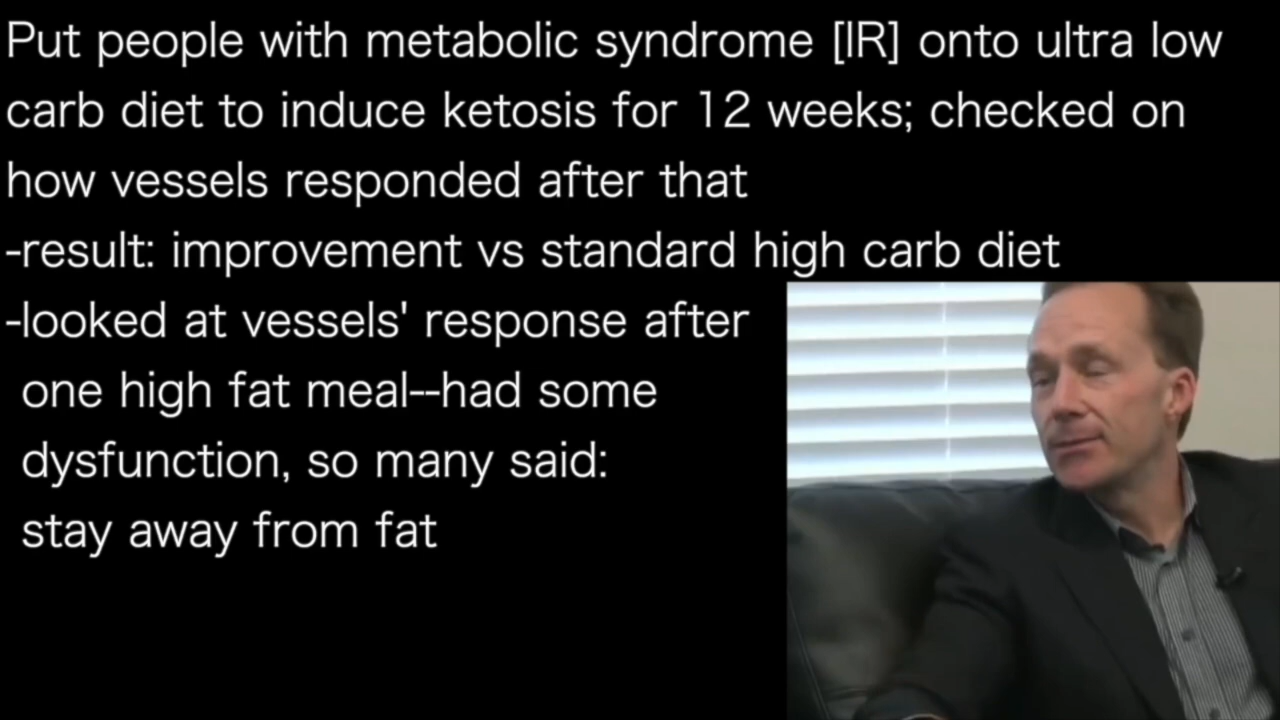 Put people with metabolic syndrome [IR] onto ultra low
carb diet to induce ketosis for 12 weeks; checked on
how vessels responded after that
-result: improvement vs standard high carb diet
-looked at vessels' response after
one high fat meal--had some
dysfunction, so many said:
stay away from fat